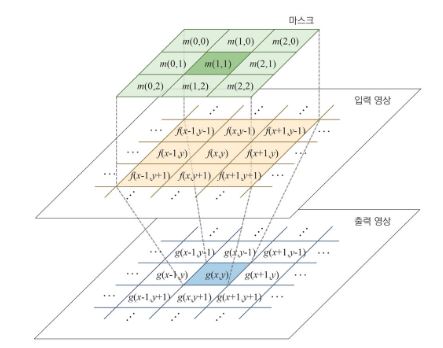 마스크
m(0,0) m(1,0) m(2,0)
m(0,1) m(1,1) m(2,1)
m(0,2) m(1,2) m(2,2)
입력 영상
⋯ f(x-1,y-1) f(x,y-1) f(x+1,y-1) ⋯
⋯ f(x-1,y) f(x,y) f(x+1,y) ⋯
⋯ f(x-1,y+1) f(x,y+1) f(x+1,y+1) ⋯
출력 영상
⋯ g(x-1,y-1) g(x,y-1) g(x+1,y-1) ⋯
⋯ g(x-1,y) g(x,y) g(x+1,y) ⋯
⋯ g(x-1,y+1) g(x,y+1) g(x+1,y+1) ⋯